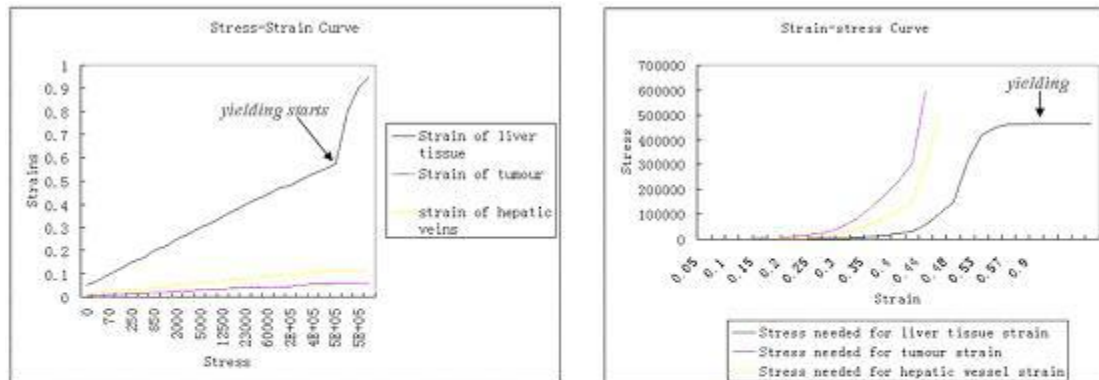 Stress-Strain Curve
1
0.9
0.8
0.7
0.6
0.5
0.4
0.3
0.2
0.1
0
Strains
yielding starts
0
70
250
850
2000
5000
12500
23000
60000
2E+05
4E+05
5E+05
5E+05
Stress
Strain of liver
tissue
Strain of tumour
strain of hepatic
veins
Strain-stress Curve
700000
600000
500000
400000
300000
200000
100000
0
Stress
yielding
0.05
0.1
0.15
0.2
0.25
0.3
0.35
0.4
0.44
0.48
0.53
0.57
0.9
Strain
Stress needed for liver tissue strain
Stress needed for tumour strain
Stress needed for hepatic vessel strain